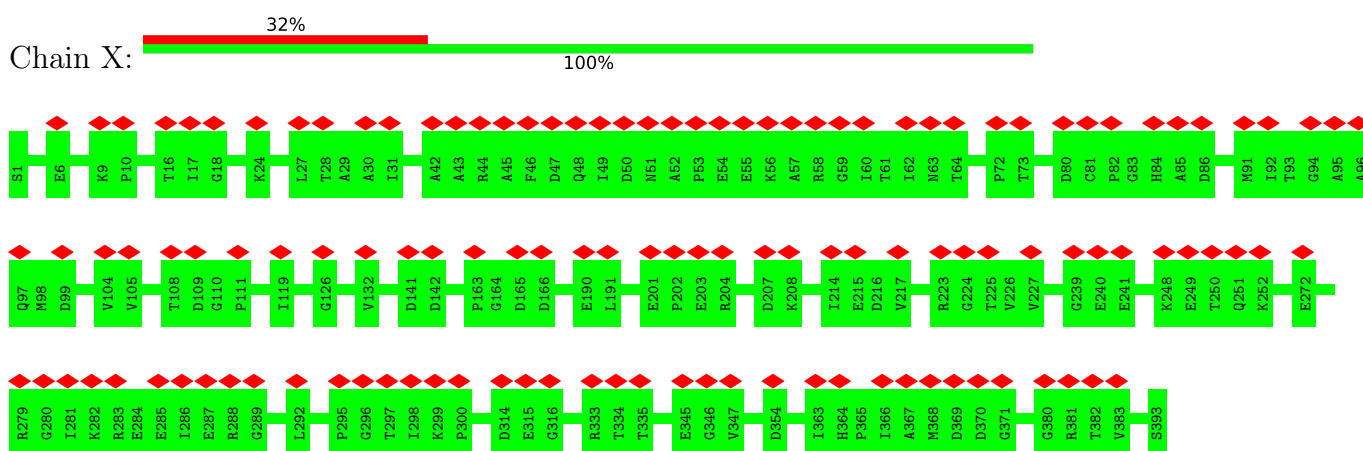 32%
Chain X:
100%
S1 E6 K9 P10 T16 I17 G18 K24 L27 T28 A29 A30 I31 A42 A43 R44 A45 F46 D47 Q48 I49 D50 N51 A52 P53 E54 E55 K56 A57 R58 G59 I60 T61 I62 N63 T64 P72 T73 D80 C81 P82 G83 H84 A85 D86 M91 I92 T93 G94 A95 A96
Q97 M98 D99 V104 V105 T108 D109 G110 P111 I119 G126 V132 D141 D142 P163 G164 D165 D166 E190 L191 E201 P202 E203 R204 D207 K208 I214 E215 D216 V217 R223 G224 T225 V226 V227 G239 E240 E241 K248 E249 T250 Q251 K252 E272
R279 G280 I281 K282 R283 E284 E285 I286 E287 R288 G289 L292 P295 G296 T297 I298 K299 P300 D314 E315 G316 R333 T334 T335 E345 G346 V347 D354 I363 H364 P365 I366 A367 M368 D369 D370 G371 G380 R381 T382 V383 S393